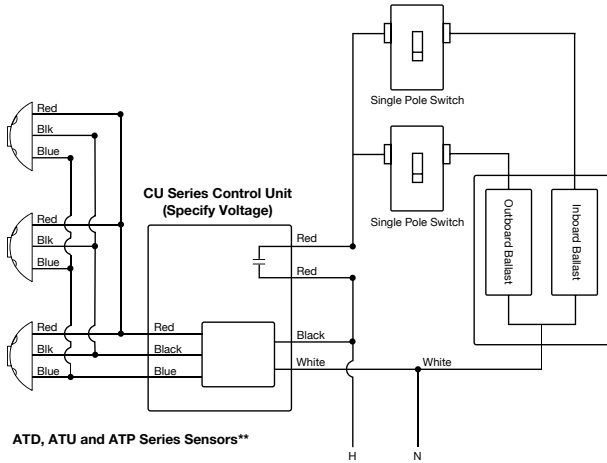 Single Pole Switch
Red
Blk
Blue
CU Series Control Unit
(Specify Voltage)
Single Pole Switch
Outboard Ballast
Inboard Ballast
Red
Blk
Blue
Red
Red
Red
Blk
Blue
Red
Black
Blue
Black
White
White
ATD, ATU and ATP Series Sensors**
H
N